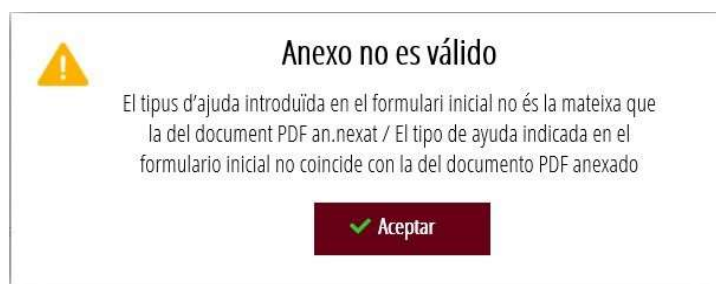 Anexo no es válido
El tipus d'ajuda introduïda en el formulari inicial no és la mateixa que
la del document PDF an.nexat / El tipo de ayuda indicada en el
formulario inicial no coincide con la del documento PDF anexado
Aceptar